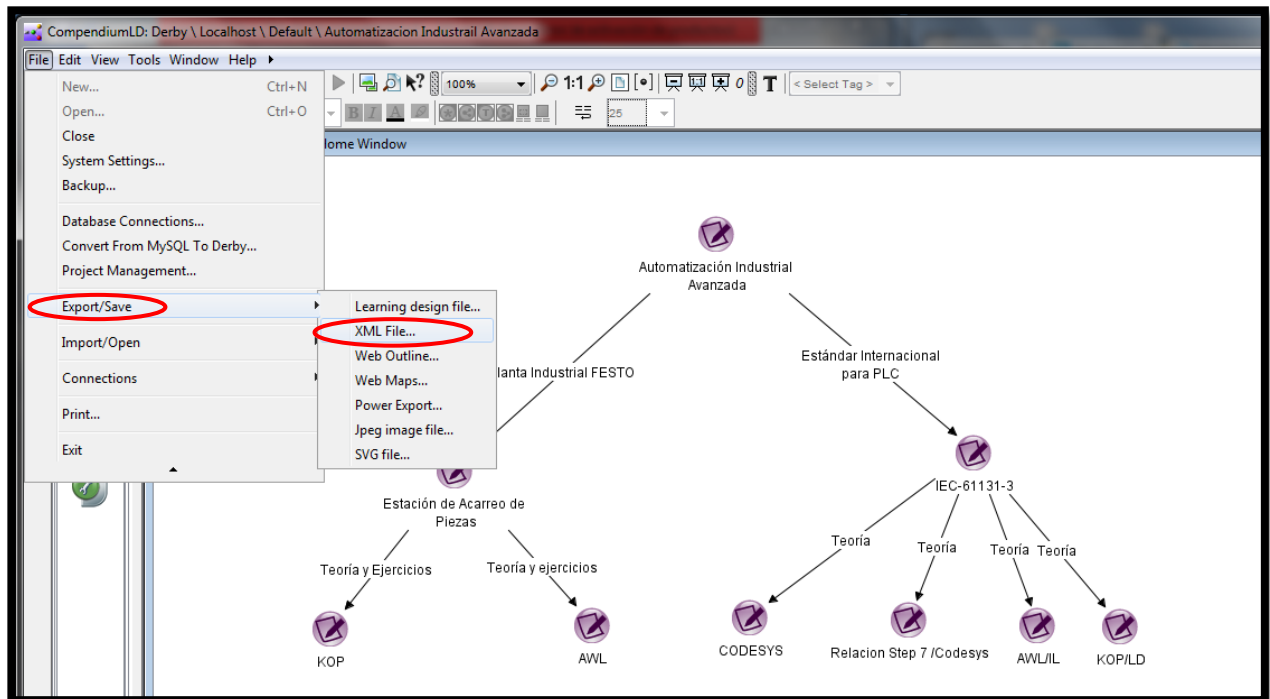 CompendiumLD: Derby \ Localhost \ Default \ Automatizacion Industrail Avanzada
File Edit View Tools Window Help
New... Ctrl+N
Open... Ctrl+O
Close
System Settings...
Backup...
Database Connections...
Convert From MySQL To Derby...
Project Management...
Export/Save
Import/Open
Connections
Print...
Exit
Learning design file...
XML File...
Web Outline...
Web Maps...
Power Export...
Jpeg image file...
SVG file...
100%
1:1
0
T
< Select Tag >
B I A
25
Home Window
Automatización Industrial
Avanzada
lanta Industrial FESTO
Estándar Internacional
para PLC
Estación de Acarreo de
Piezas
IEC-61131-3
Teoría y Ejercicios
Teoría y ejercicios
Teoría
Teoría
Teoría
Teoría
KOP
AWL
CODESYS
Relacion Step 7 /Codesys
AWL/IL
KOP/LD